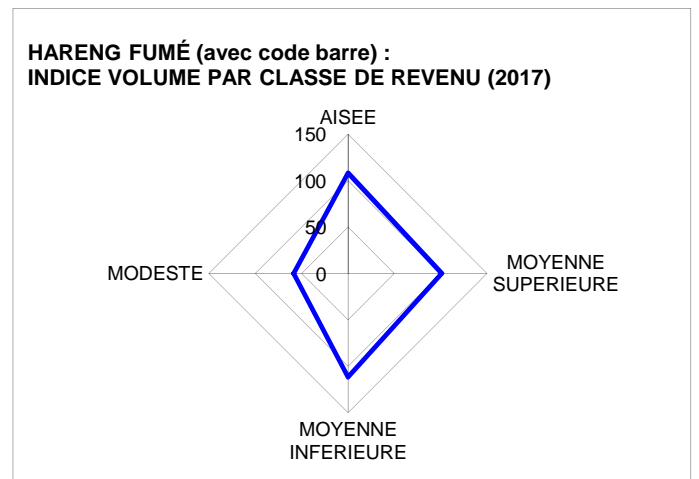 HARENG FUMÉ (avec code barre) :
INDICE VOLUME PAR CLASSE DE REVENU (2017)
AISEE
150
100
50
0
MODESTE
MOYENNE
SUPERIEURE
MOYENNE
INFERIEURE